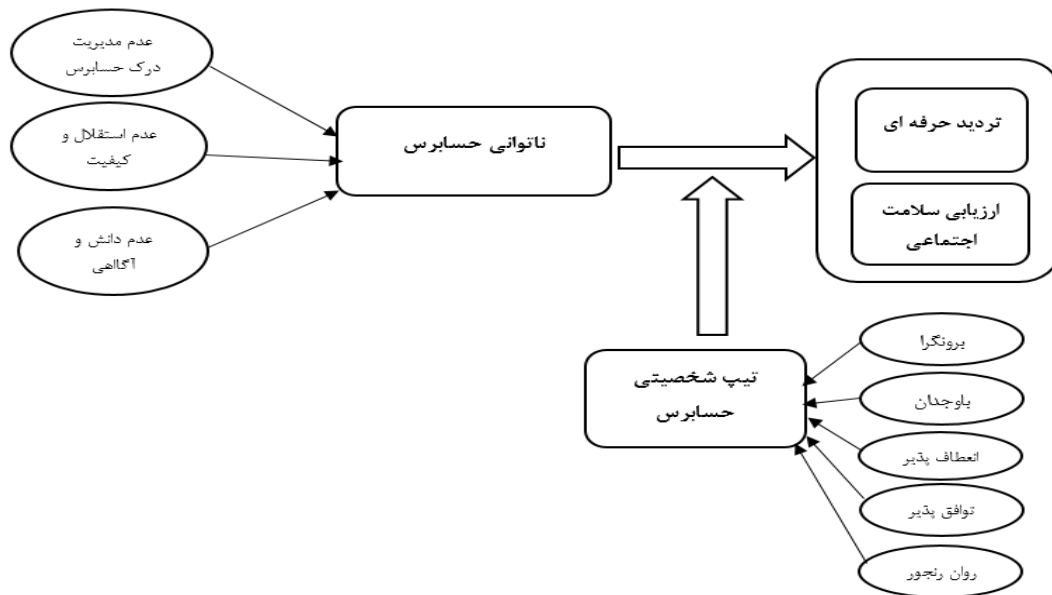 عدم مدیریت
درک حسابرس
عدم استقلال و
کیفیت
عدم دانش و
آگااهی
ناتوانی حسابرس
تردید حرفه ای
ارزیابی سلامت
اجتماعی
تیپ شخصیتی
حسابرس
برونگرا
باوجدان
انعطاف پذیر
توافق پذیر
روان رنجور